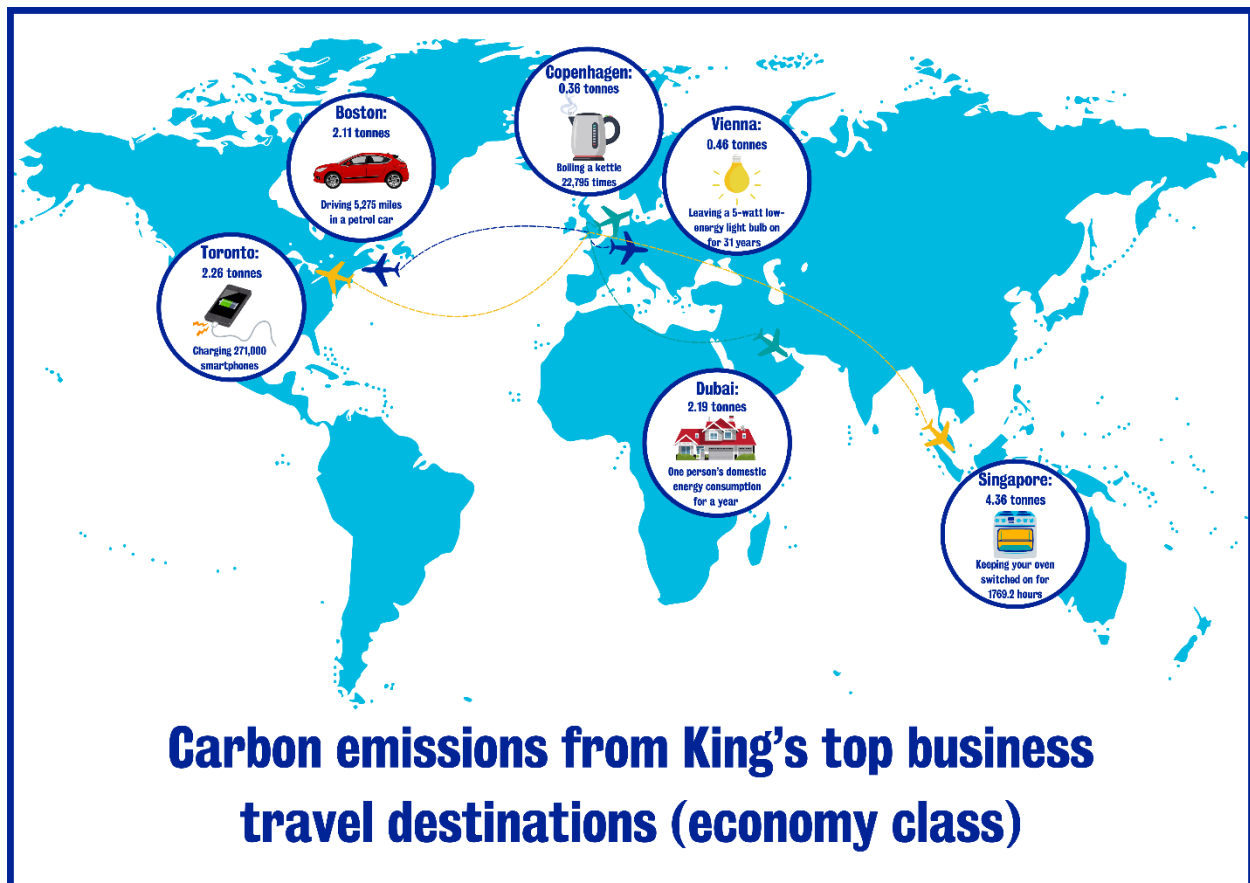 Copenhagen:
0.36 tonnes
Boiling a kettle
22,795 times
Boston:
2.11 tonnes
Driving 5,275 miles
in a petrol car
Vienna:
0.46 tonnes
Leaving a 5-watt low-
energy light bulb on
for 31 years
Toronto:
2.26 tonnes
Charging 271,000
smartphones
Dubai:
2.19 tonnes
One person's domestic
energy consumption
for a year
Singapore:
4.36 tonnes
Keeping your oven
switched on for
1769.2 hours
Carbon emissions from King's top business
travel destinations (economy class)